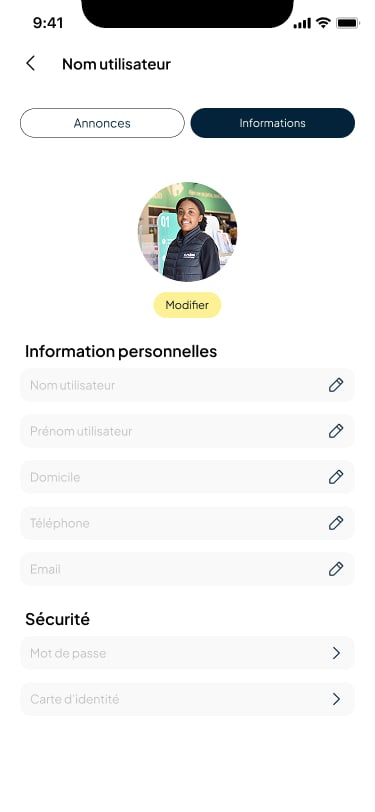 9:41
Nom utilisateur
Annonces
Informations
01
Modifier
Information personnelles
Nom utilisateur
Prénom utilisateur
Domicile
Téléphone
Email
Sécurité
Mot de passe
Carte d'identité